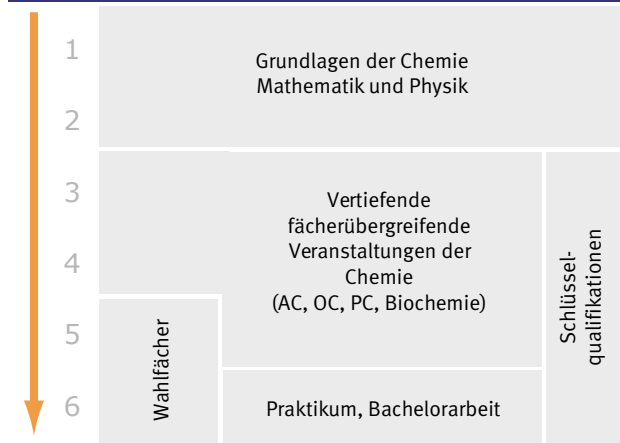 1
Grundlagen der Chemie
Mathematik und Physik
2
3
Vertiefende
fächerübergreifende
Veranstaltungen der
Chemie
(AC, OC, PC, Biochemie)
4
Schlüssel-
qualifikationen
5
Wahlfächer
6
Praktikum, Bachelorarbeit